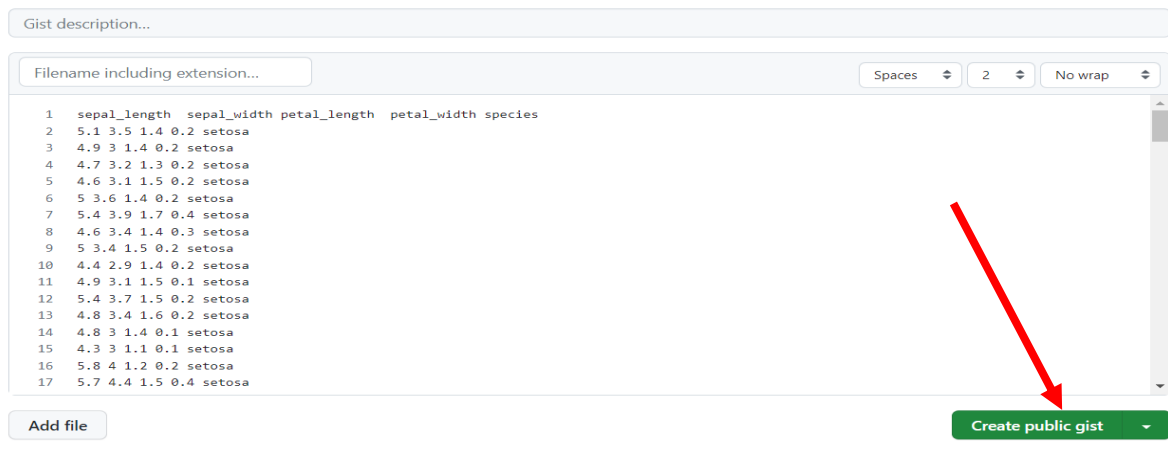 Gist description...
Filename including extension... Spaces 2 No wrap
1 sepal_length sepal_width petal_length petal_width species
2 5.1 3.5 1.4 0.2 setosa
3 4.9 3 1.4 0.2 setosa
4 4.7 3.2 1.3 0.2 setosa
5 4.6 3.1 1.5 0.2 setosa
6 5 3.6 1.4 0.2 setosa
7 5.4 3.9 1.7 0.4 setosa
8 4.6 3.4 1.4 0.3 setosa
9 5 3.4 1.5 0.2 setosa
10 4.4 2.9 1.4 0.2 setosa
11 4.9 3.1 1.5 0.1 setosa
12 5.4 3.7 1.5 0.2 setosa
13 4.8 3.4 1.6 0.2 setosa
14 4.8 3 1.4 0.1 setosa
15 4.3 3 1.1 0.1 setosa
16 5.8 4 1.2 0.2 setosa
17 5.7 4.4 1.5 0.4 setosa
Add file Create public gist